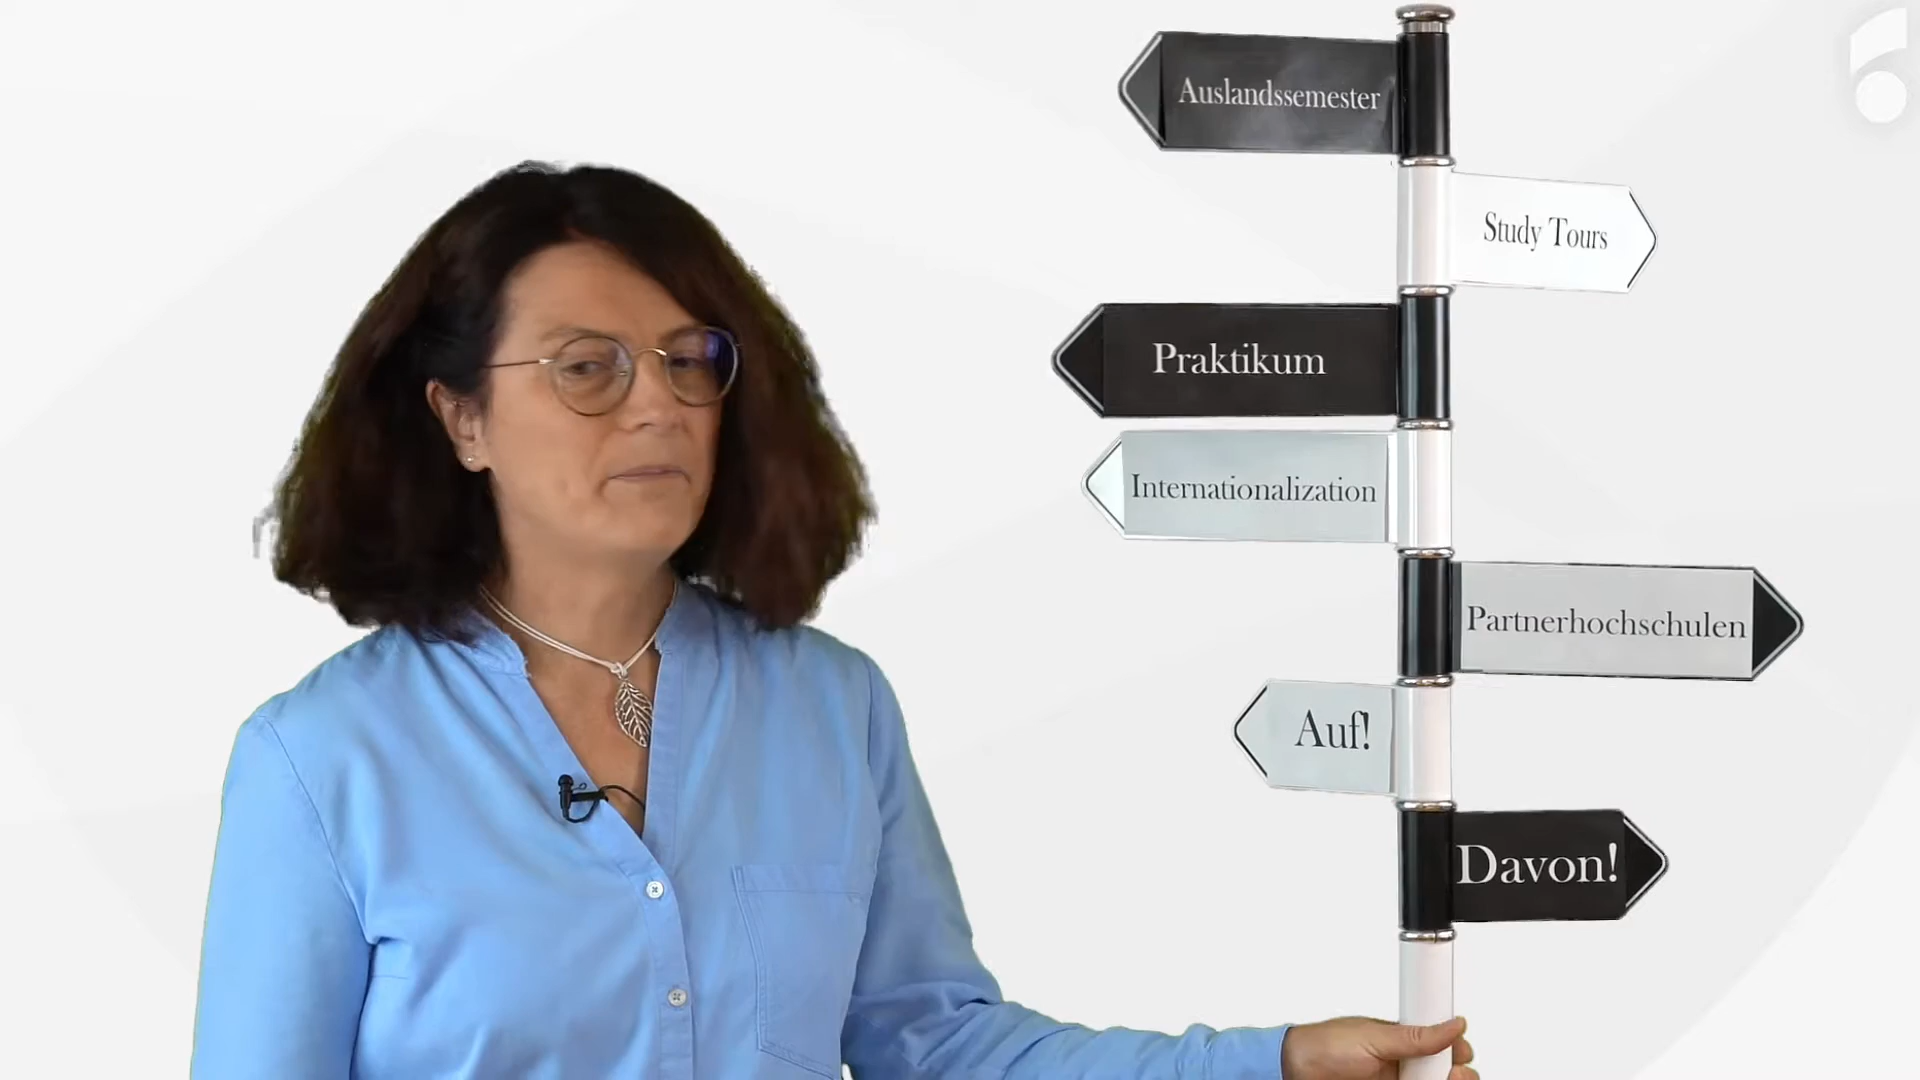 Auslandssemester
Study Tours
Praktikum
Internationalization
Partnerhochschulen
Auf!
Davon!